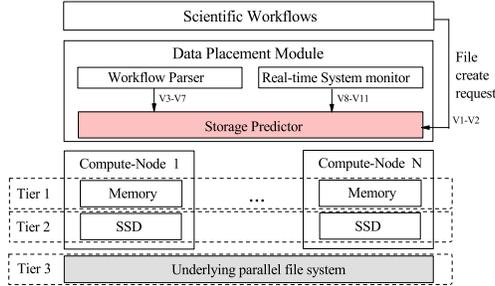 Scientific Workflows
Data Placement Module
Workflow Parser
Real-time System monitor
File
create
request
V3-V7
V8-V11
V1-V2
Storage Predictor
Compute-Node 1
Compute-Node N
Tier 1
Memory
...
Memory
Tier 2
SSD
SSD
Tier 3
Underlying parallel file system